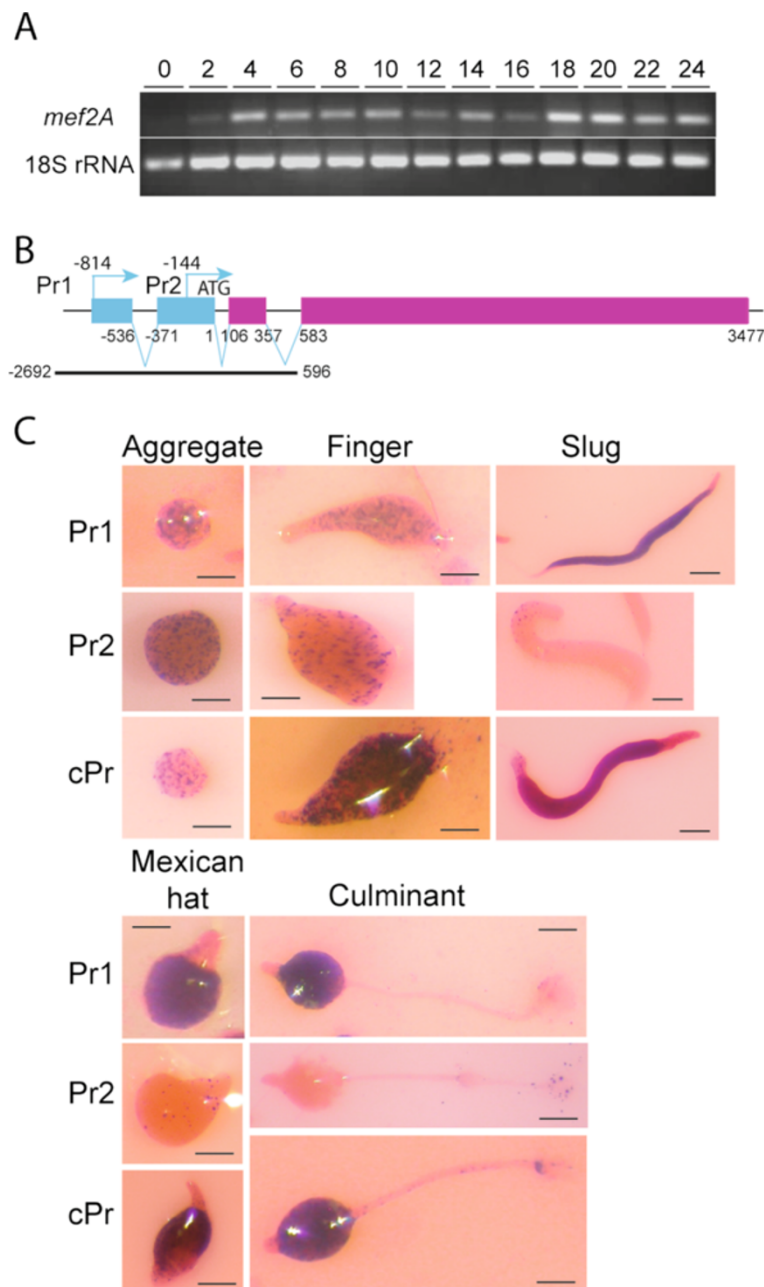 A
0 2 4 6 8 10 12 14 16 18 20 22 24
mef2A
18S rRNA
B
-814 -144
Pr1 Pr2 ATG
-536 -371 1 106 357 583 3477
-2692 596
C
Aggregate Finger Slug
Pr1
Pr2
cPr
Mexican
hat Culminant
Pr1
Pr2
cPr